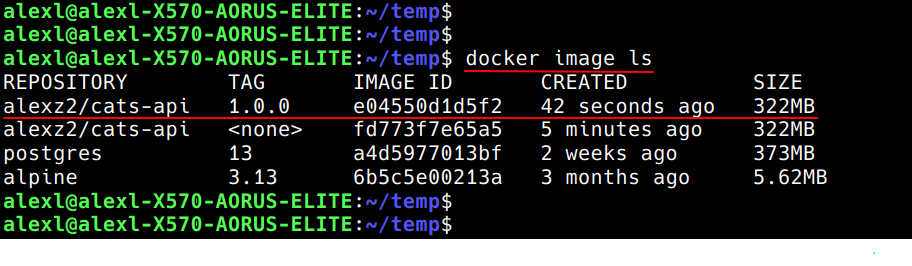 alexl@alexl-X570-AORUS-ELITE:~/temp$
alexl@alexl-X570-AORUS-ELITE:~/temp$
alexl@alexl-X570-AORUS-ELITE:~/temp$ docker image ls
REPOSITORY TAG IMAGE ID CREATED SIZE
alexz2/cats-api 1.0.0 e04550d1d5f2 42 seconds ago 322MB
alexz2/cats-api <none> fd773f7e65a5 5 minutes ago 322MB
postgres 13 a4d5977013bf 2 weeks ago 373MB
alpine 3.13 6b5c5e00213a 3 months ago 5.62MB
alexl@alexl-X570-AORUS-ELITE:~/temp$
alexl@alexl-X570-AORUS-ELITE:~/temp$